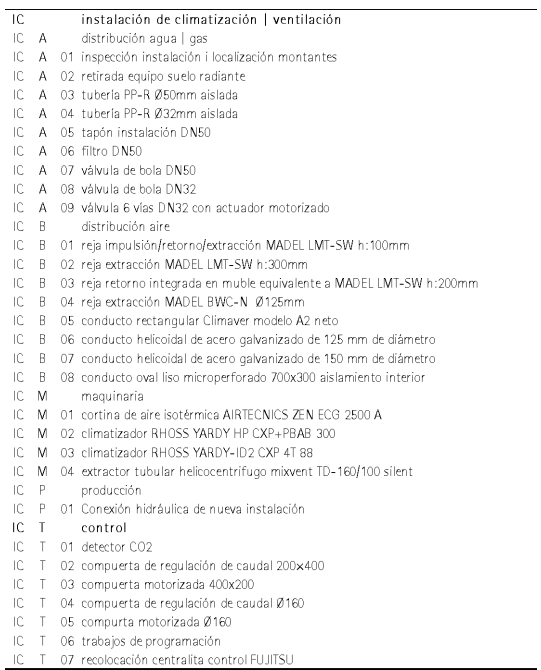 IC instalación de climatización | ventilación
IC A distribución agua | gas
IC A 01 inspección instalación i localización montantes
IC A 02 retirada equipo suelo radiante
IC A 03 tubería PP-R Ø50mm aislada
IC A 04 tubería PP-R Ø32mm aislada
IC A 05 tapón instalación DN50
IC A 06 filtro DN50
IC A 07 válvula de bola DN50
IC A 08 válvula de bola DN32
IC A 09 válvula 6 vías DN32 con actuador motorizado
IC B distribución aire
IC B 01 reja impulsión/retorno/extracción MADEL LMT-SW h:100mm
IC B 02 reja extracción MADEL LMT-SW h:300mm
IC B 03 reja retorno integrada en muble equivalente a MADEL LMT-SW h:200mm
IC B 04 reja extracción MADEL BWC-N Ø125mm
IC B 05 conducto rectangular Climaver modelo A2 neto
IC B 06 conducto helicoidal de acero galvanizado de 125 mm de diámetro
IC B 07 conducto helicoidal de acero galvanizado de 150 mm de diámetro
IC B 08 conducto oval liso microperforado 700x300 aislamiento interior
IC M maquinaria
IC M 01 cortina de aire isotérmica AIRTECNICS ZEN ECG 2500 A
IC M 02 climatizador RHOSS YARDY HP CXP+PBAB 300
IC M 03 climatizador RHOSS YARDY-ID2 CXP 4T 88
IC M 04 extractor tubular helicocentrifugo mixvent TD-160/100 silent
IC P producción
IC P 01 Conexión hidráulica de nueva instalación
IC T control
IC T 01 detector CO2
IC T 02 compuerta de regulación de caudal 200x400
IC T 03 compuerta motorizada 400x200
IC T 04 compuerta de regulación de caudal Ø160
IC T 05 compurta motorizada Ø160
IC T 06 trabajos de programación
IC T 07 recolocación centralita control FUJITSU